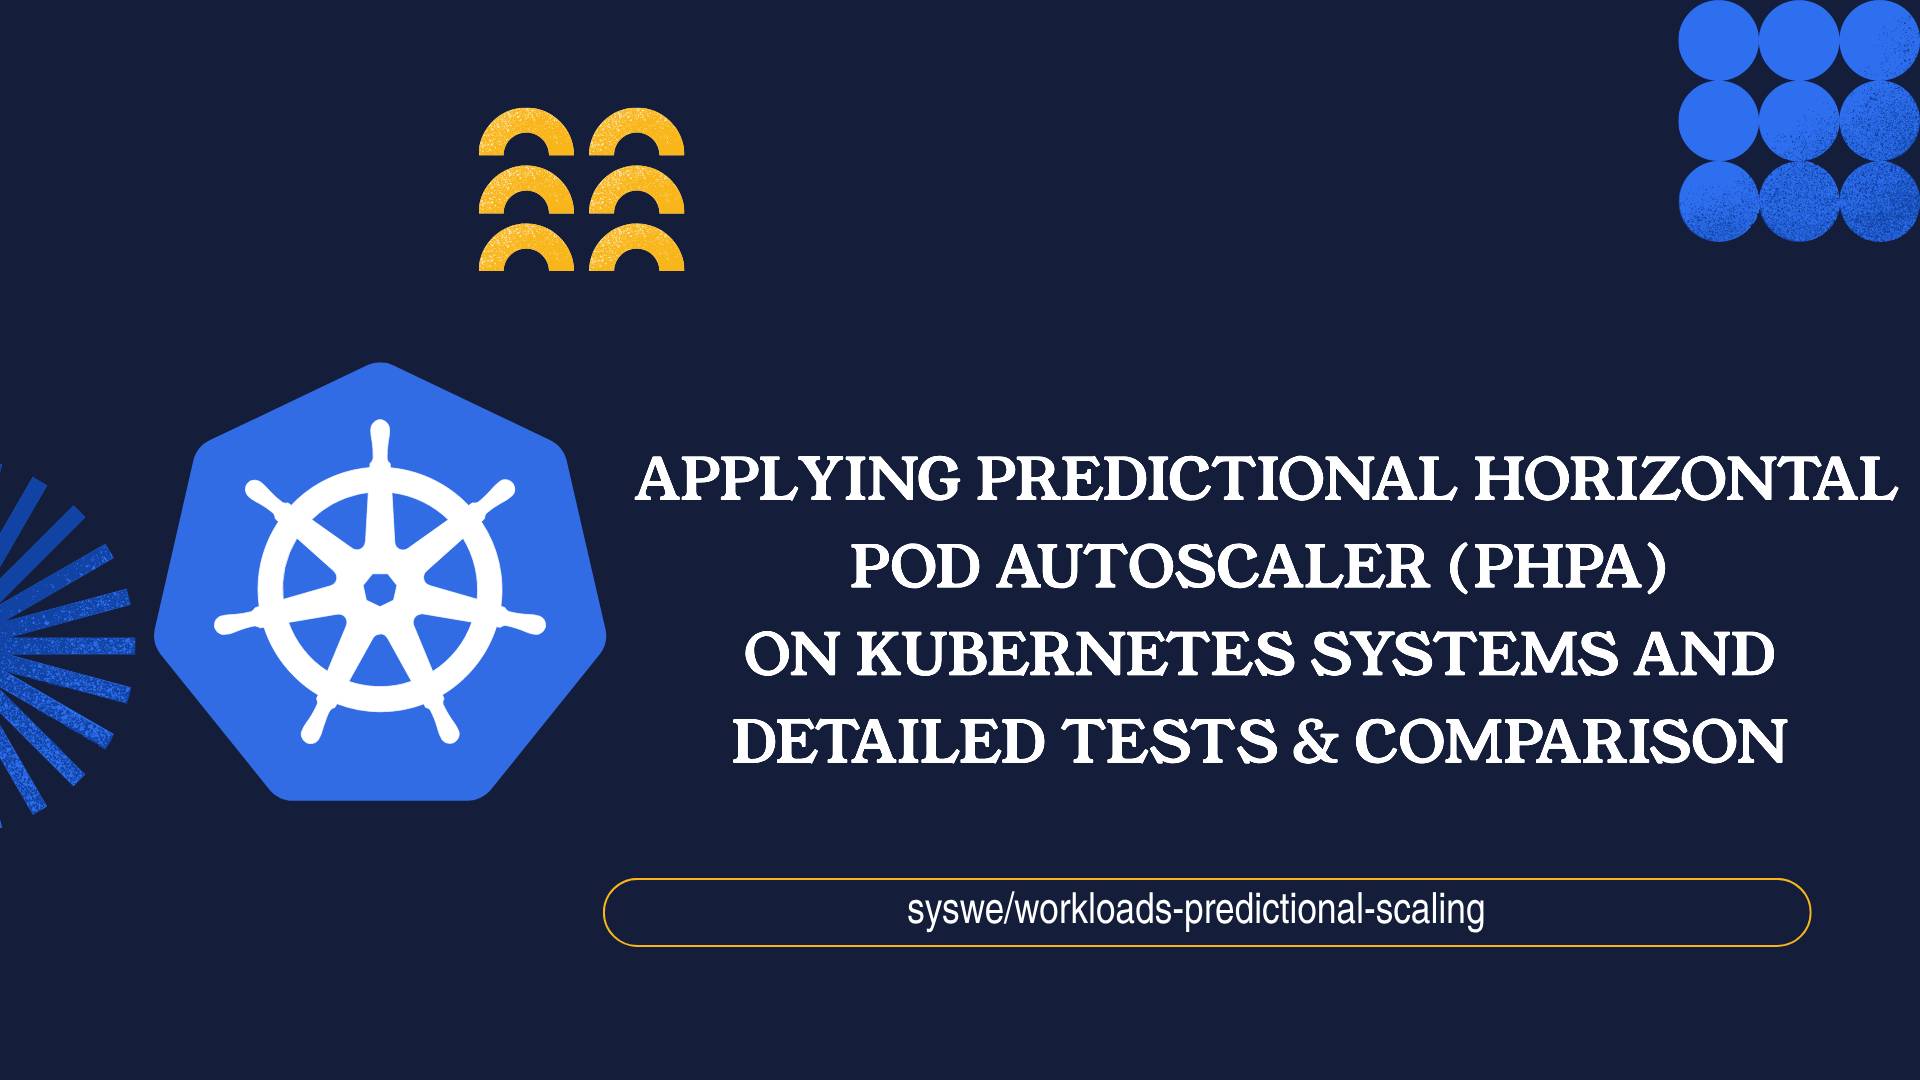 APPLYING PREDICTIONAL HORIZONTAL
POD AUTOSCALER (PHPA)
ON KUBERNETES SYSTEMS AND
DETAILED TESTS & COMPARISON
syswe/workloads-predictional-scaling